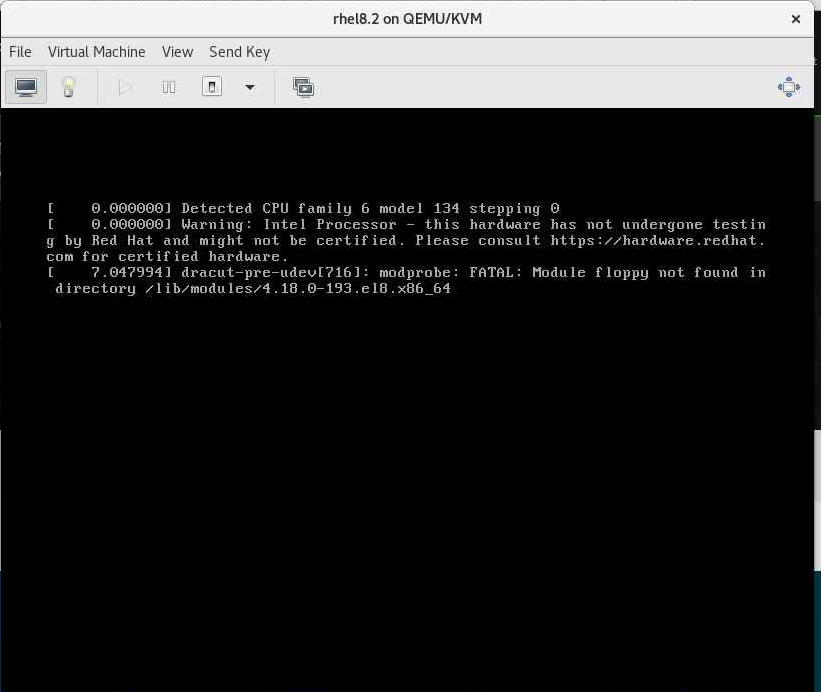 rhel8.2 on QEMU/KVM
File Virtual Machine View Send Key
[    0.000000] Detected CPU family 6 model 134 stepping 0
[    0.000000] Warning: Intel Processor - this hardware has not undergone testin
g by Red Hat and might not be certified. Please consult https://hardware.redhat.
com for certified hardware.
[    7.047994] dracut-pre-udev[716]: modprobe: FATAL: Module floppy not found in
 directory /lib/modules/4.18.0-193.el8.x86_64